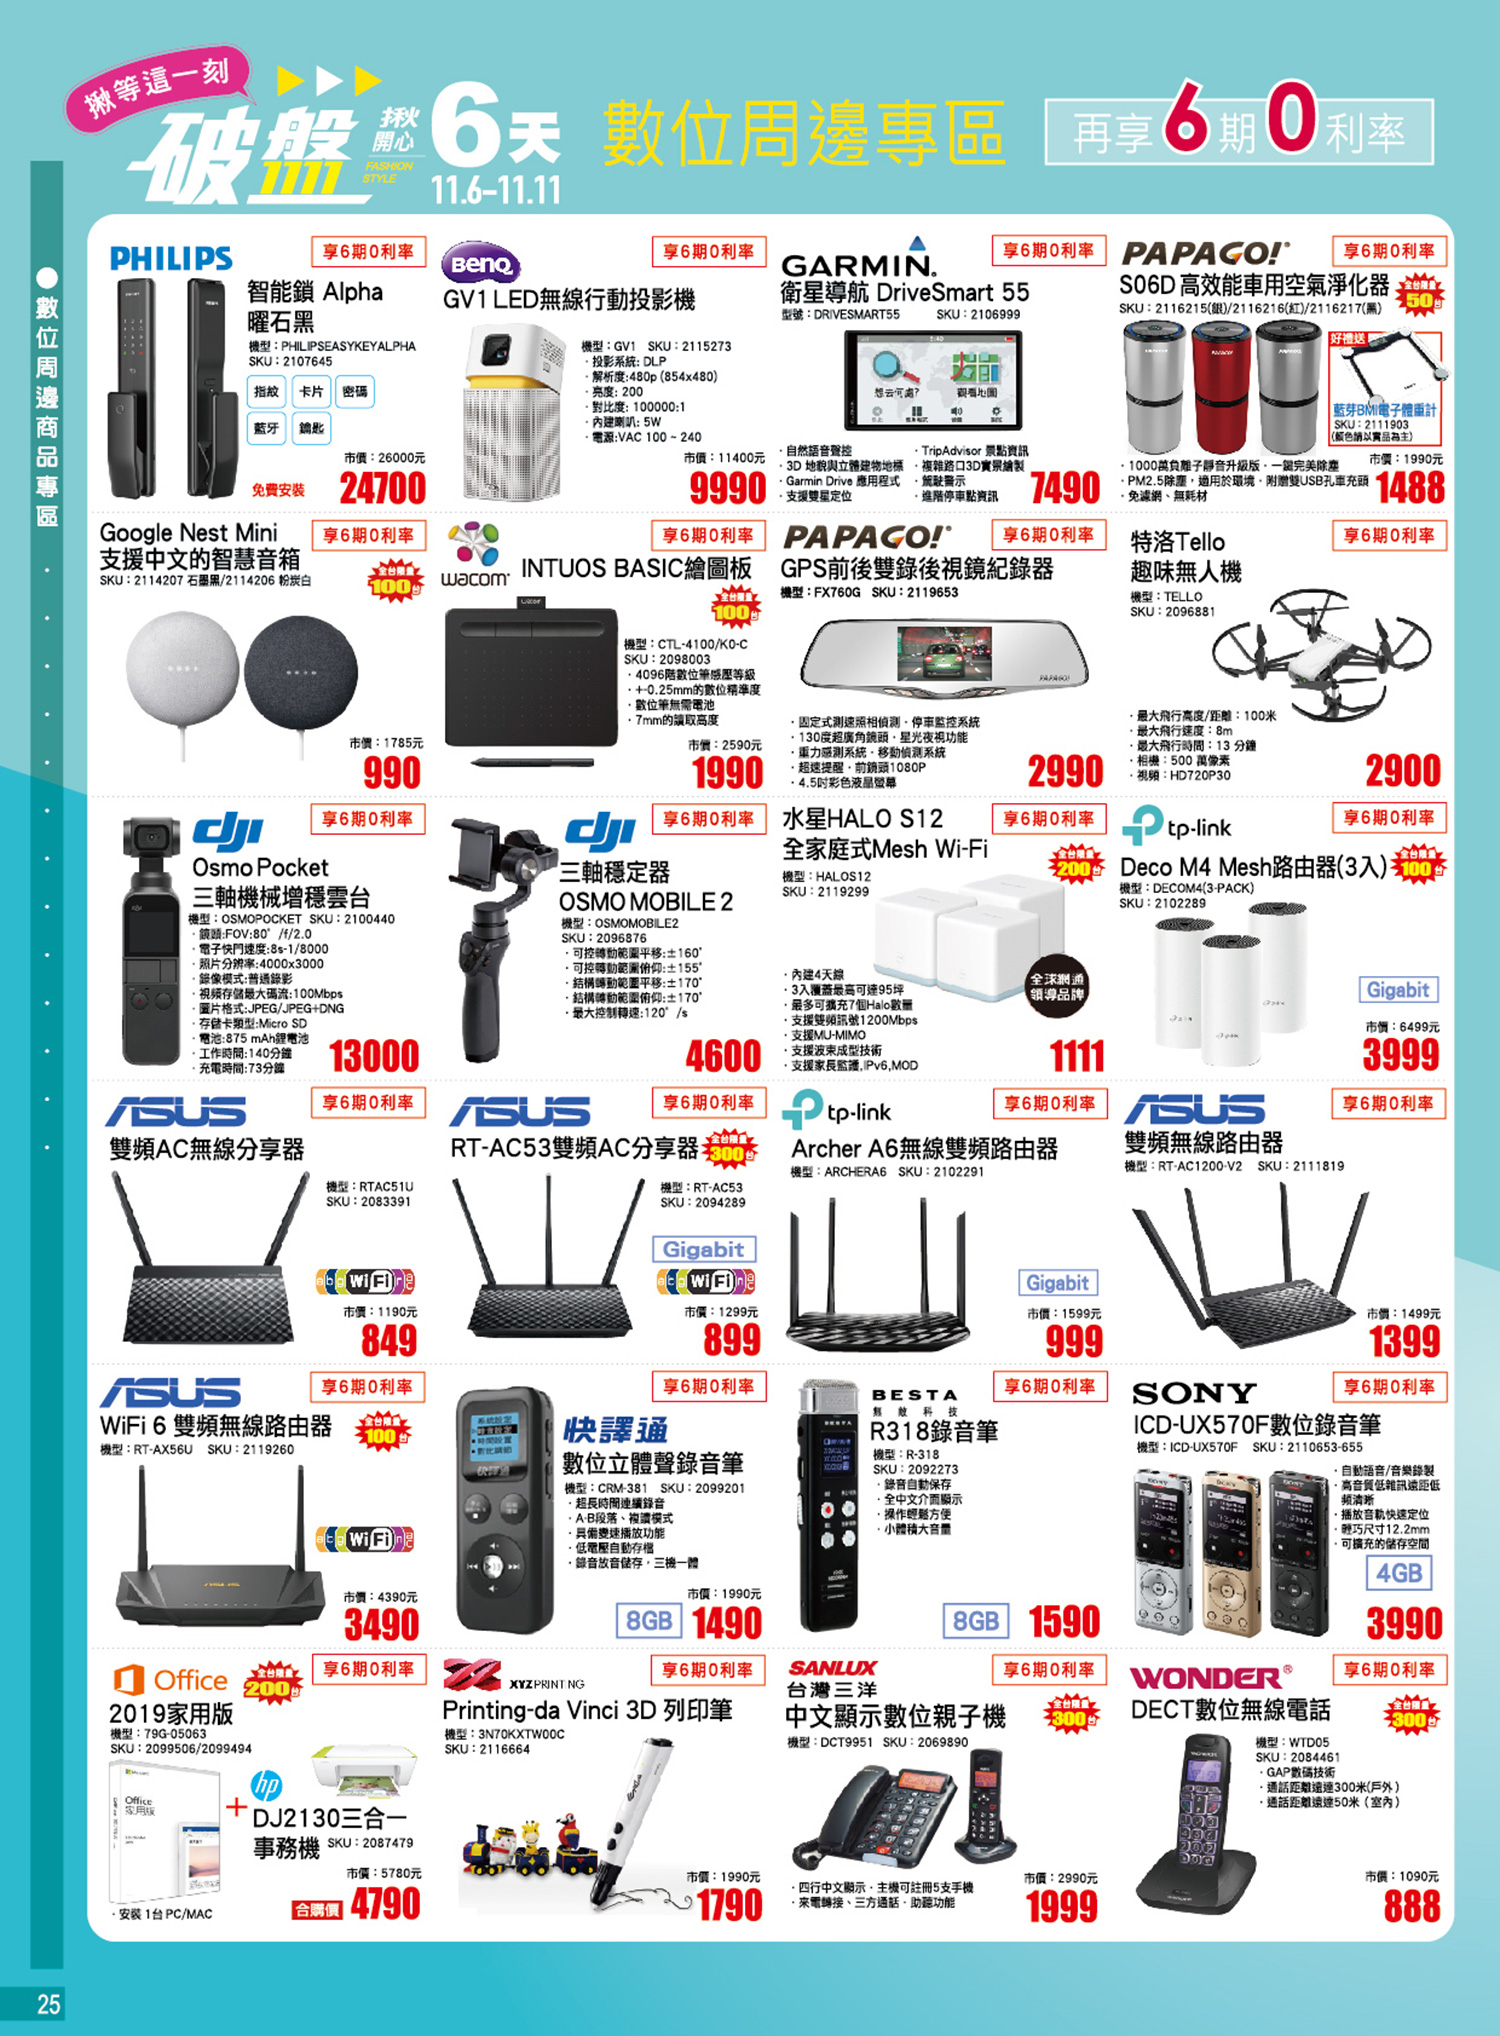 揪等這一刻
破盤
1111
揪
開心
FASHION
STYLE
6天
11.6-11.11
數位周邊專區
再享6期0利率
●數位周邊商品專區
PHILIPS
享6期0利率
智能鎖 Alpha
曜石黑
機型：PHILIPSEASYKEYALPHA
SKU：2107645
指紋 卡片 密碼
藍牙 鑰匙
市價：26000元
免費安裝 24700
BenQ
享6期0利率
GV1 LED無線行動投影機
機型：GV1 SKU：2115273
· 投影系統: DLP
· 解析度:480p (854x480)
· 亮度: 200
· 對比度: 100000:1
· 內建喇叭: 5W
· 電源:VAC 100 ~ 240
市價：11400元
9990
GARMIN.
享6期0利率
衛星導航 DriveSmart 55
型號：DRIVESMART55 SKU：2106999
想去何處?
觀看地圖
· 自然語音聲控
· 3D 地貌與立體建物地標
· Garmin Drive 應用程式
· 支援雙星定位
· TripAdvisor 景點資訊
· 複雜路口3D實景繪製
· 駕駛警示
· 進階停車點資訊
7490
PAPAGO!
享6期0利率
S06D 高效能車用空氣淨化器
全台限量
50台
SKU：2116215(銀)/2116216(紅)/2116217(黑)
好禮送
藍芽BMI電子體重計
SKU：2111903
(顏色請以實品為主)
市價：1990元
· 1000萬負離子靜音升級版 · 一鍵完美除塵
· PM2.5除塵，適用於環境 · 附贈雙USB孔車充頭
· 免濾網、無耗材
1488
Google Nest Mini
享6期0利率
支援中文的智慧音箱
SKU：2114207 石墨黑/2114206 粉炭白
全台限量
100台
市價：1785元
990
wacom
享6期0利率
INTUOS BASIC繪圖板
全台限量
100台
機型：CTL-4100/K0-C
SKU：2098003
· 4096階數位筆感壓等級
· +-0.25mm的數位精準度
· 數位筆無需電池
· 7mm的讀取高度
市價：2590元
1990
PAPAGO!
享6期0利率
GPS前後雙錄後視鏡紀錄器
機型：FX760G SKU：2119653
PAPAGO!
· 固定式測速照相偵測 · 停車監控系統
· 130度超廣角鏡頭 · 星光夜視功能
· 重力感測系統 · 移動偵測系統
· 超速提醒 · 前鏡頭1080P
· 4.5吋彩色液晶螢幕
2990
特洛Tello
享6期0利率
趣味無人機
機型：TELLO
SKU：2096881
· 最大飛行高度/距離：100米
· 最大飛行速度：8m
· 最大飛行時間：13 分鐘
· 相機：500 萬像素
· 視頻：HD720P30
2900
dji
享6期0利率
Osmo Pocket
三軸機械增穩雲台
機型：OSMOPOCKET SKU：2100440
· 鏡頭:FOV:80° /f/2.0
· 電子快門速度:8s-1/8000
· 照片分辨率:4000x3000
· 錄像模式:普通錄影
· 視頻存儲最大碼流:100Mbps
· 圖片格式:JPEG/JPEG+DNG
· 存儲卡類型:Micro SD
· 電池:875 mAh鋰電池
· 工作時間:140分鐘
· 充電時間:73分鐘
13000
dji
享6期0利率
三軸穩定器
OSMO MOBILE 2
機型：OSMOMOBILE2
SKU：2096876
· 可控轉動範圍平移:±160°
· 可控轉動範圍俯仰:±155°
· 結構轉動範圍平移:±170°
· 結構轉動範圍俯仰:±170°
· 最大控制轉速:120° /s
4600
水星HALO S12
享6期0利率
全家庭式Mesh Wi-Fi
全台限量
200台
機型：HALOS12
SKU：2119299
· 內建4天線
· 3入覆蓋最高可達95坪
· 最多可擴充7個Halo數量
· 支援雙頻訊號1200Mbps
· 支援MU-MIMO
· 支援波束成型技術
· 支援家長監護,IPv6,MOD
全球網通
領導品牌
1111
tp-link
享6期0利率
Deco M4 Mesh路由器(3入)
全台限量
100台
機型：DECOM4(3-PACK)
SKU：2102289
Gigabit
市價：6499元
3999
ASUS
享6期0利率
雙頻AC無線分享器
機型：RTAC51U
SKU：2083391
WiFi
市價：1190元
849
ASUS
享6期0利率
RT-AC53雙頻AC分享器
全台限量
300台
機型：RT-AC53
SKU：2094289
Gigabit
WiFi
市價：1299元
899
tp-link
享6期0利率
Archer A6無線雙頻路由器
機型：ARCHERA6 SKU：2102291
Gigabit
市價：1599元
999
ASUS
享6期0利率
雙頻無線路由器
機型：RT-AC1200-V2 SKU：2111819
市價：1499元
1399
ASUS
享6期0利率
WiFi 6 雙頻無線路由器
全台限量
100台
機型：RT-AX56U SKU：2119260
WiFi
市價：4390元
3490
享6期0利率
快譯通
數位立體聲錄音筆
機型：CRM-381 SKU：2099201
· 超長時間連續錄音
· A-B段落、複讀模式
· 具備變速播放功能
· 低電壓自動存檔
· 錄音放音儲存，三機一體
市價：1990元
8GB 1490
BESTA
無敵科技
享6期0利率
R318錄音筆
機型：R-318
SKU：2092273
· 錄音自動保存
· 全中文介面顯示
· 操作輕鬆方便
· 小體積大音量
8GB 1590
SONY
享6期0利率
ICD-UX570F數位錄音筆
機型：ICD-UX570F SKU：2110653-655
· 自動語音/音樂錄製
· 高音質低雜訊遠距低
頻清晰
· 播放音軌快速定位
· 輕巧尺寸12.2mm
· 可擴充的儲存空間
4GB
3990
Office
全台限量
200台
享6期0利率
2019家用版
機型：79G-05063
SKU：2099506/2099494
Office
家用版
+
hp
DJ2130三合一
事務機 SKU：2087479
市價：5780元
· 安裝 1台 PC/MAC
合購價 4790
XYZPRINTING
享6期0利率
Printing-da Vinci 3D 列印筆
機型：3N70KXTW00C
SKU：2116664
市價：1990元
1790
SANLUX
台灣三洋
享6期0利率
中文顯示數位親子機
全台限量
300台
機型：DCT9951 SKU：2069890
· 四行中文顯示 · 主機可註冊5支手機
· 來電轉接、三方通話 · 助聽功能
市價：2990元
1999
WONDER®
享6期0利率
DECT數位無線電話
全台限量
300台
機型：WTD05
SKU：2084461
· GAP數碼技術
· 通話距離遠達300米(戶外)
· 通話距離遠達50米 (室內)
市價：1090元
888
25